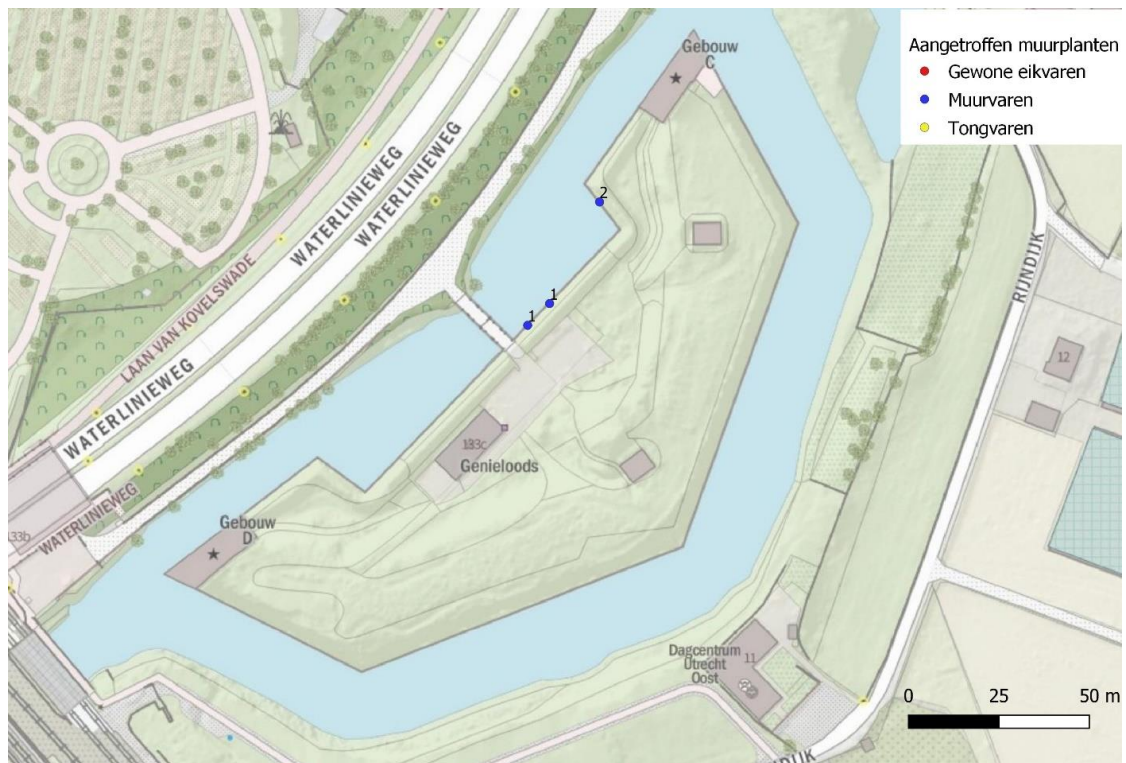 Aangetroffen muurplanten
Gewone eikvaren
Muurvaren
Tongvaren
Gebouw
C
WATERLINIEWEG
WATERLINIEWEG
LAAN VAN KOVELSWADE
WATERLINIEWEG
WATERLINIEWEG
2
1
1
RIJNDIJK
12
133c
Genieloods
Gebouw
D
133b
Dagcentrum
Utrecht
Oost
11
0 25 50 m